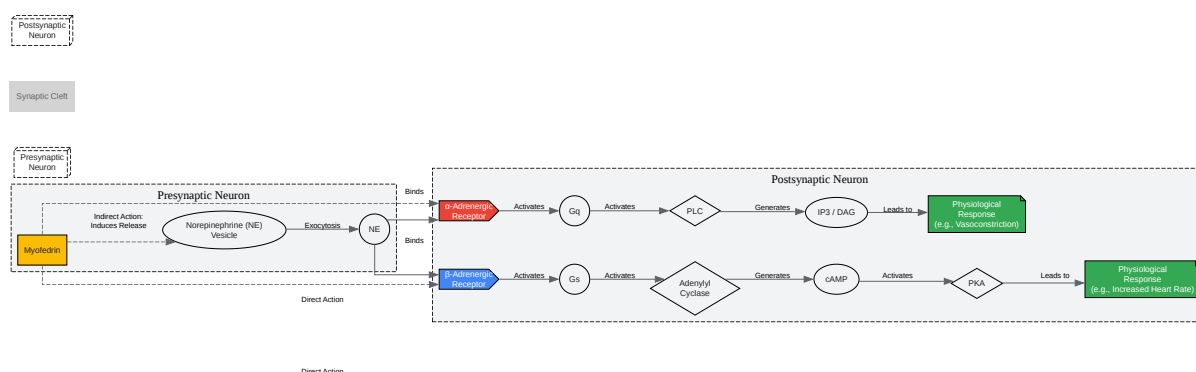 Postsynaptic
Neuron
Synaptic Cleft
Presynaptic
Neuron
Presynaptic Neuron
Postsynaptic Neuron
Indirect Action:
Induces Release
Myofedrin
Norepinephrine (NE)
Vesicle
Exocytosis
NE
Binds
Binds
α-Adrenergic
Receptor
Activates
Gq
Activates
PLC
Generates
IP3 / DAG
Leads to
Physiological
Response
(e.g., Vasoconstriction)
β-Adrenergic
Receptor
Activates
Gs
Activates
Adenylyl
Cyclase
Generates
cAMP
Activates
PKA
Leads to
Physiological
Response
(e.g., Increased Heart Rate)
Direct Action
Direct Action